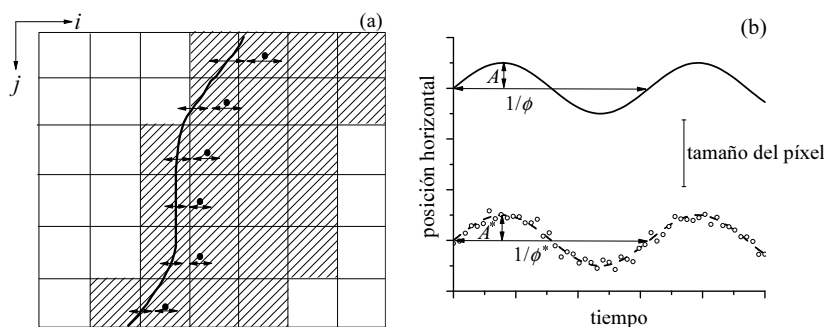 (a)
i
j
(b)
posición horizontal
A
1/ϕ
tamaño del píxel
A*
1/ϕ*
tiempo